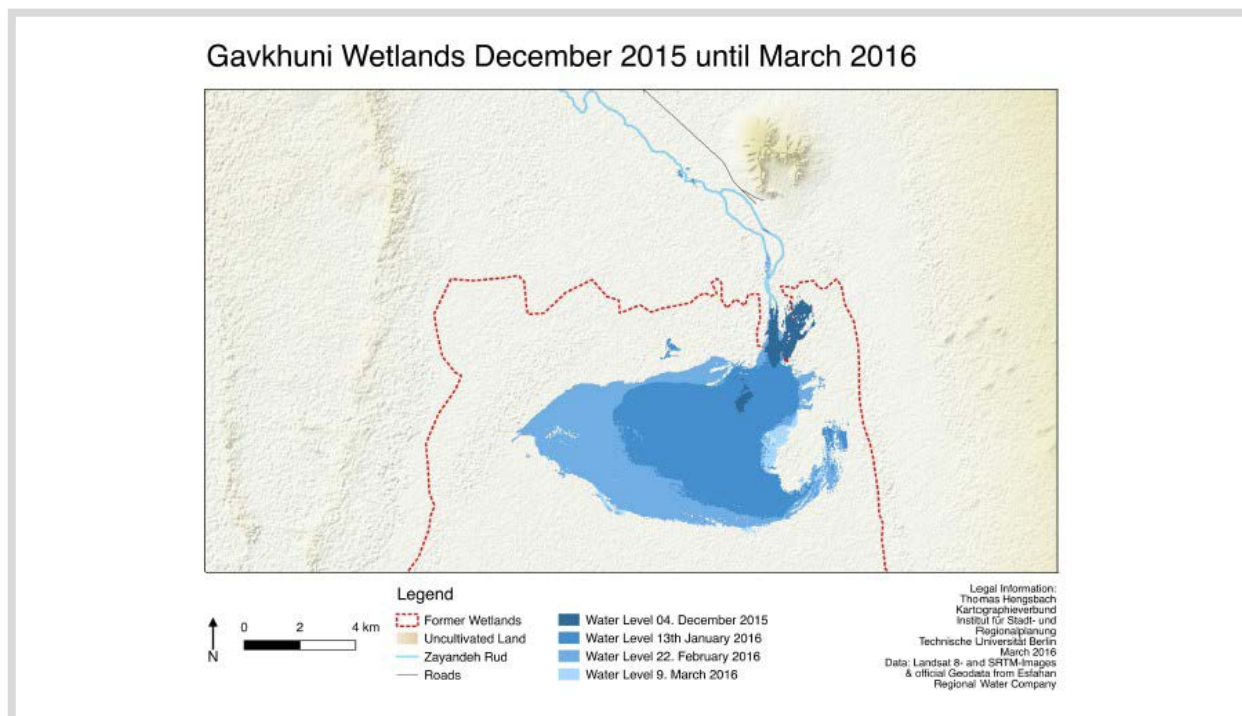 Gavkhuni Wetlands December 2015 until March 2016
Legend
Former Wetlands
Uncultivated Land
Zayandeh Rud
Roads
Water Level 04. December 2015
Water Level 13th January 2016
Water Level 22. February 2016
Water Level 9. March 2016
N
0 2 4 km
Legal Information:
Thomas Hengsbach
Kartographieverbund
Institut für Stadt- und
Regionalplanung
Technische Universität Berlin
March 2016
Data: Landsat 8- and SRTM-Images
& official Geodata from Esfahan
Regional Water Company